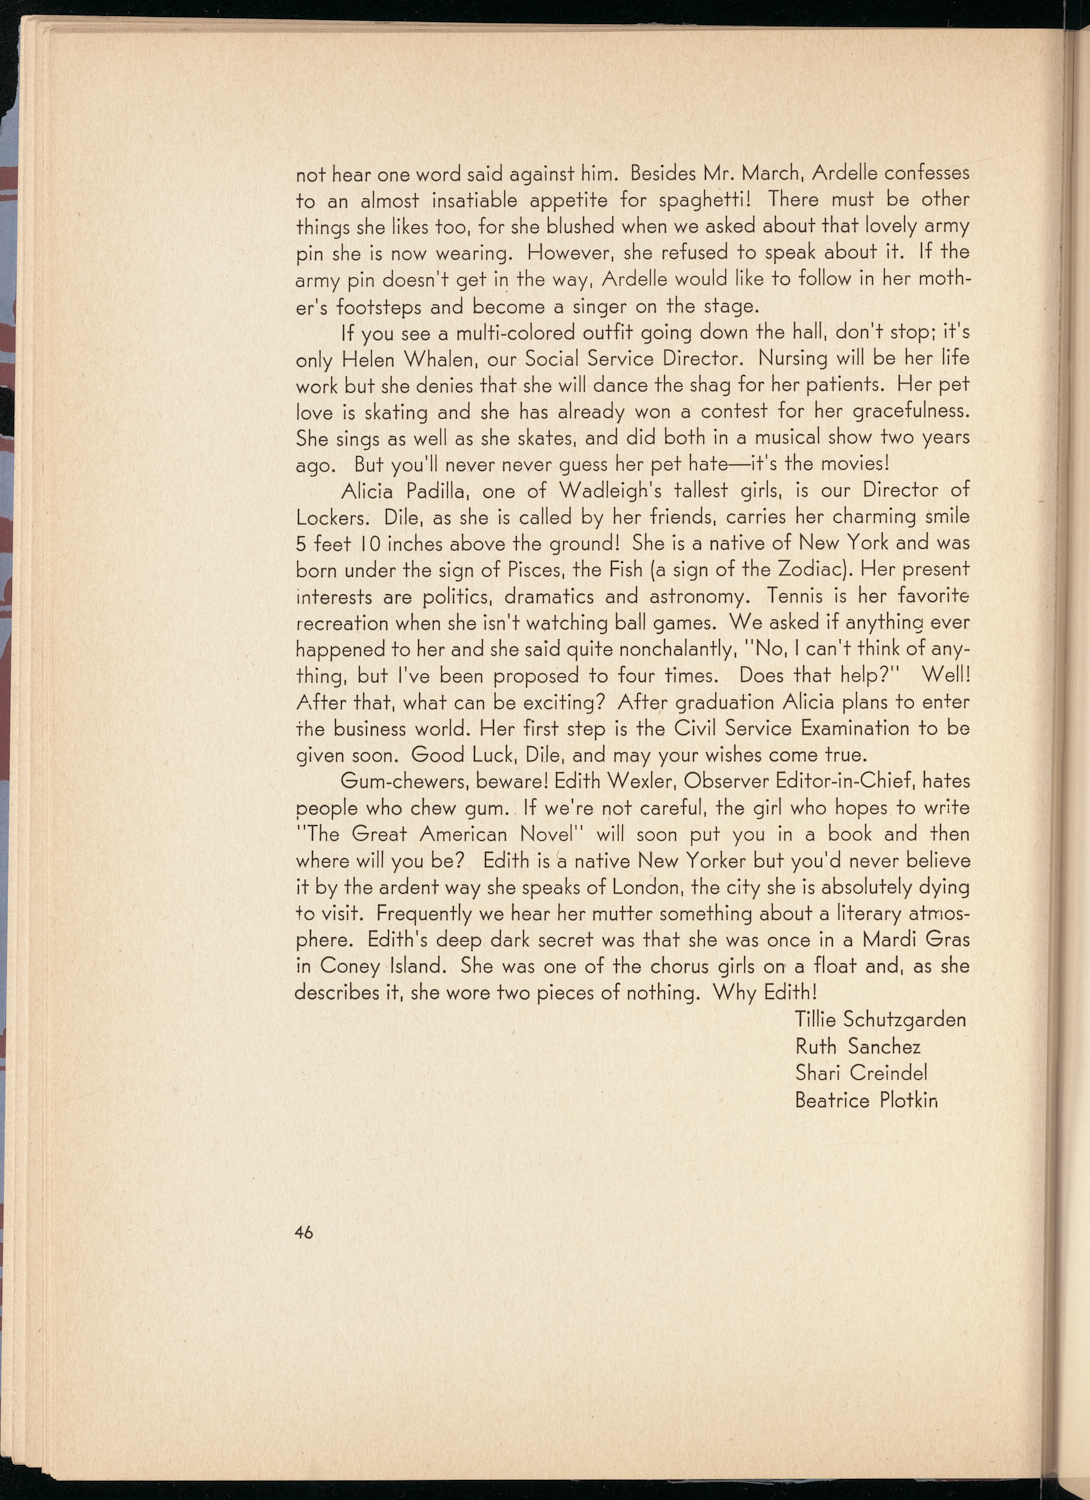 not hear one word said against him. Besides Mr. March, Ardelle confesses
to an almost insatiable appetite for spaghetti! There must be other
things she likes too, for she blushed when we asked about that lovely army
pin she is now wearing. However, she refused to speak about it. If the
army pin doesn't get in the way, Ardelle would like to follow in her moth-
er's footsteps and become a singer on the stage.
If you see a multi-colored outfit going down the hall, don't stop; it's
only Helen Whalen, our Social Service Director. Nursing will be her life
work but she denies that she will dance the shag for her patients. Her pet
love is skating and she has already won a contest for her gracefulness.
She sings as well as she skates, and did both in a musical show two years
ago. But you'll never never guess her pet hate—it's the movies!
Alicia Padilla, one of Wadleigh's tallest girls, is our Director of
Lockers. Dile, as she is called by her friends, carries her charming smile
5 feet 10 inches above the ground! She is a native of New York and was
born under the sign of Pisces, the Fish (a sign of the Zodiac). Her present
interests are politics, dramatics and astronomy. Tennis is her favorite
recreation when she isn't watching ball games. We asked if anything ever
happened to her and she said quite nonchalantly, "No, I can't think of any-
thing, but I've been proposed to four times. Does that help?" Well!
After that, what can be exciting? After graduation Alicia plans to enter
the business world. Her first step is the Civil Service Examination to be
given soon. Good Luck, Dile, and may your wishes come true.
Gum-chewers, beware! Edith Wexler, Observer Editor-in-Chief, hates
people who chew gum. If we're not careful, the girl who hopes to write
"The Great American Novel" will soon put you in a book and then
where will you be? Edith is a native New Yorker but you'd never believe
it by the ardent way she speaks of London, the city she is absolutely dying
to visit. Frequently we hear her mutter something about a literary atmos-
phere. Edith's deep dark secret was that she was once in a Mardi Gras
in Coney Island. She was one of the chorus girls on a float and, as she
describes it, she wore two pieces of nothing. Why Edith!
Tillie Schutzgarden
Ruth Sanchez
Shari Creindel
Beatrice Plotkin
46